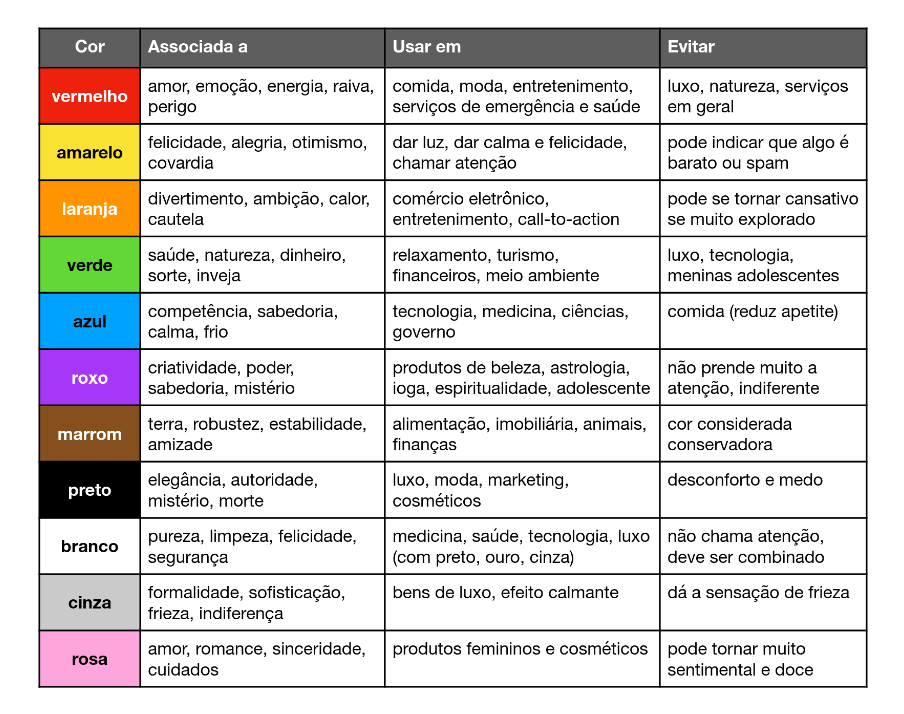 Cor Associada a Usar em Evitar
vermelho
amor, emoção, energia, raiva,
perigo
comida, moda, entretenimento,
serviços de emergência e saúde
luxo, natureza, serviços
em geral
amarelo
felicidade, alegria, otimismo,
covardia
dar luz, dar calma e felicidade,
chamar atenção
pode indicar que algo é
barato ou spam
laranja
divertimento, ambição, calor,
cautela
comércio eletrônico,
entretenimento, call-to-action
pode se tornar cansativo
se muito explorado
verde
saúde, natureza, dinheiro,
sorte, inveja
relaxamento, turismo,
financeiros, meio ambiente
luxo, tecnologia,
meninas adolescentes
azul
competência, sabedoria,
calma, frio
tecnologia, medicina, ciências,
governo
comida (reduz apetite)
roxo
criatividade, poder,
sabedoria, mistério
produtos de beleza, astrologia,
ioga, espiritualidade, adolescente
não prende muito a
atenção, indiferente
marrom
terra, robustez, estabilidade,
amizade
alimentação, imobiliária, animais,
finanças
cor considerada
conservadora
preto
elegância, autoridade,
mistério, morte
luxo, moda, marketing,
cosméticos
desconforto e medo
branco
pureza, limpeza, felicidade,
segurança
medicina, saúde, tecnologia, luxo
(com preto, ouro, cinza)
não chama atenção,
deve ser combinado
cinza
formalidade, sofisticação,
frieza, indiferença
bens de luxo, efeito calmante
dá a sensação de frieza
rosa
amor, romance, sinceridade,
cuidados
produtos femininos e cosméticos
pode tornar muito
sentimental e doce